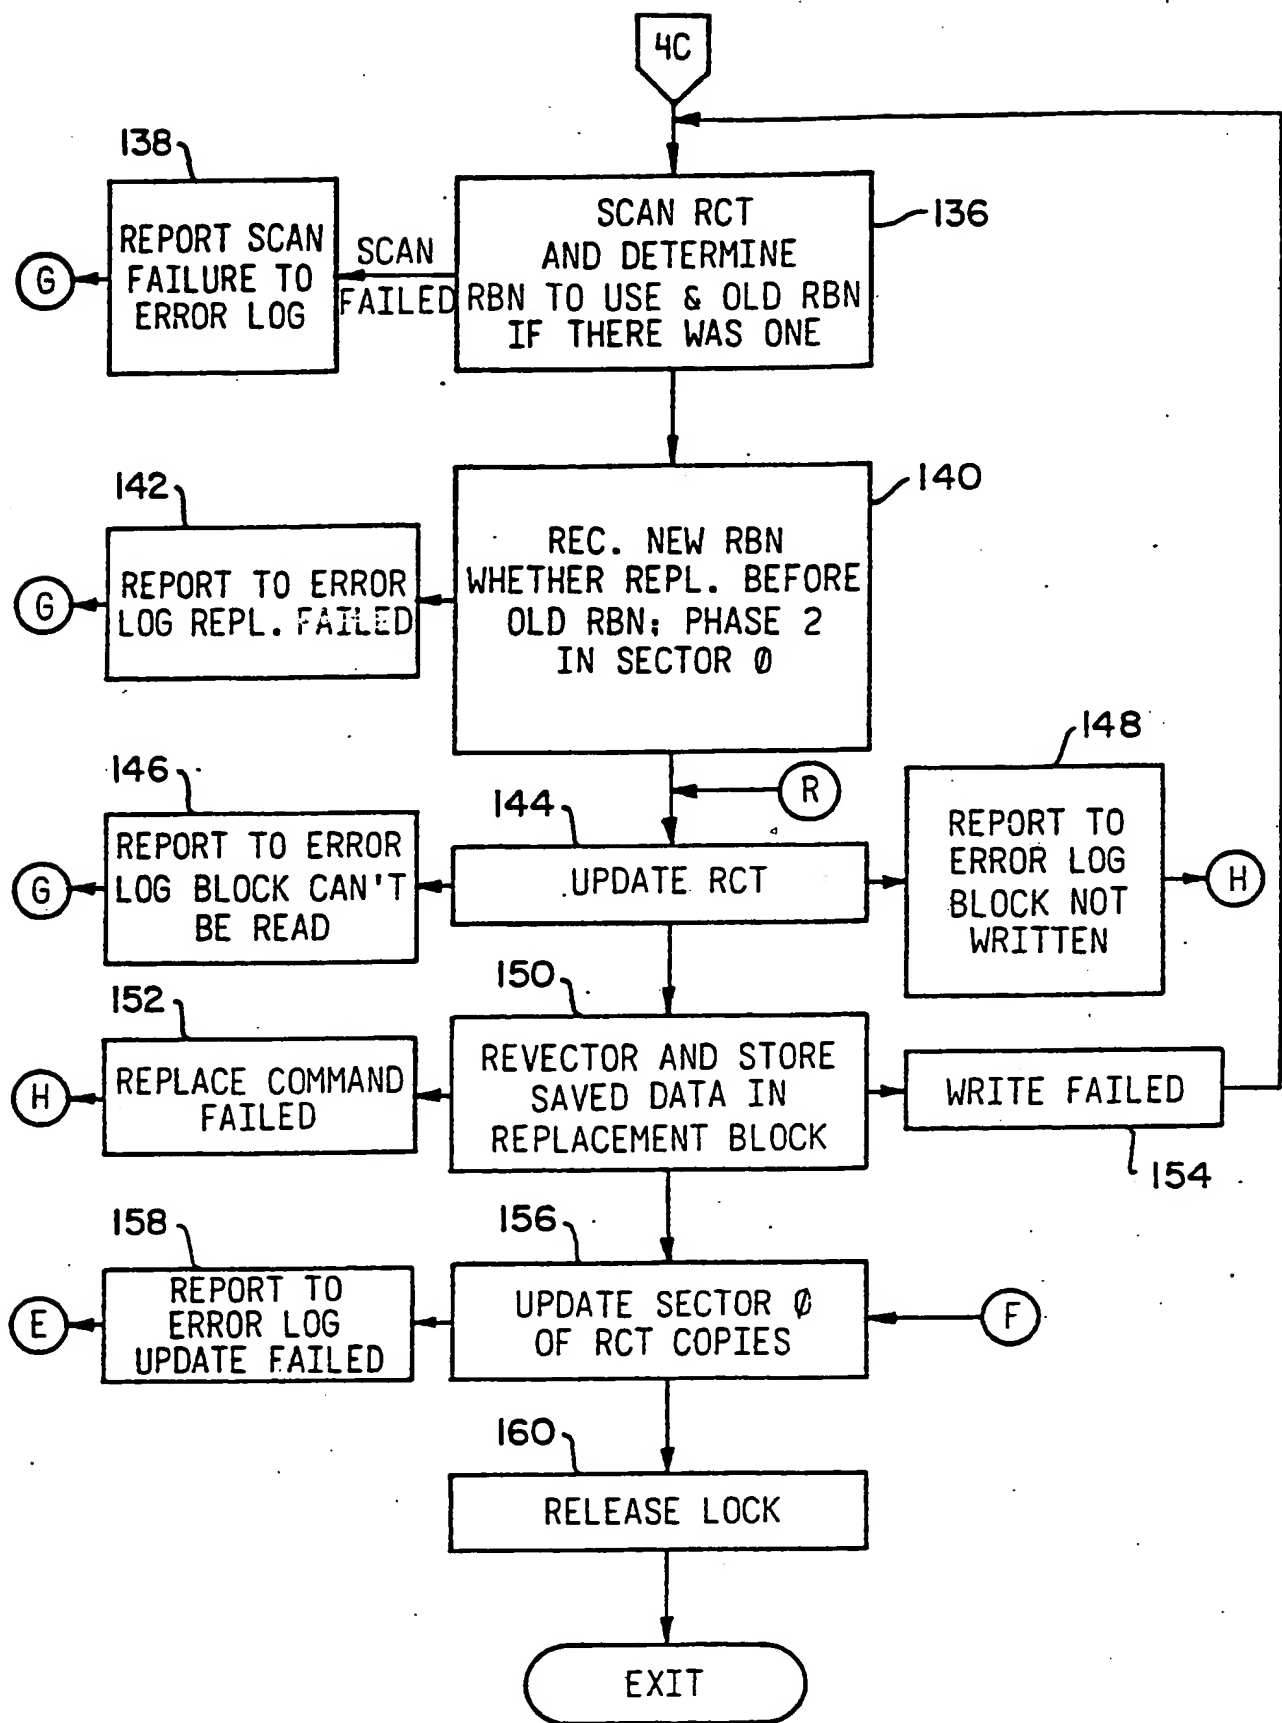 4C
138
REPORT SCAN
FAILURE TO
ERROR LOG
G
SCAN
FAILED
SCAN RCT
AND DETERMINE
RBN TO USE & OLD RBN
IF THERE WAS ONE
136
142
REPORT TO ERROR
LOG REPL. FAILED
G
REC. NEW RBN
WHETHER REPL. BEFORE
OLD RBN; PHASE 2
IN SECTOR Ø
140
R
146
REPORT TO ERROR
LOG BLOCK CAN'T
BE READ
G
144
UPDATE RCT
148
REPORT TO
ERROR LOG
BLOCK NOT
WRITTEN
H
152
REPLACE COMMAND
FAILED
H
150
REVECTOR AND STORE
SAVED DATA IN
REPLACEMENT BLOCK
WRITE FAILED
154
158
REPORT TO
ERROR LOG
UPDATE FAILED
E
156
UPDATE SECTOR Ø
OF RCT COPIES
F
160
RELEASE LOCK
EXIT